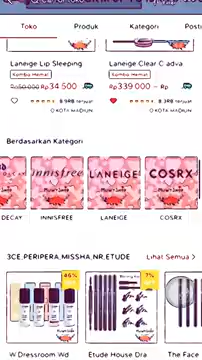 Toko Produk Kategori
Laneige Lip Sleeping
Laneige Clear C adva
Kombo Hemat
Kombo Hemat
Rp34 500
Rp339 000 - Rp
KOTA MADIUN
KOTA MADIUN
Berdasarkan Kategori
innisfree
LANEIGE
COSRX
DECAY
INNISFREE
LANEIGE
COSRX
3CE,PERIPERA,MISSHA,NR,ETUDE
Lihat Semua >
46%
7%
W Dressroom Wd
Etude House Dra
The Face